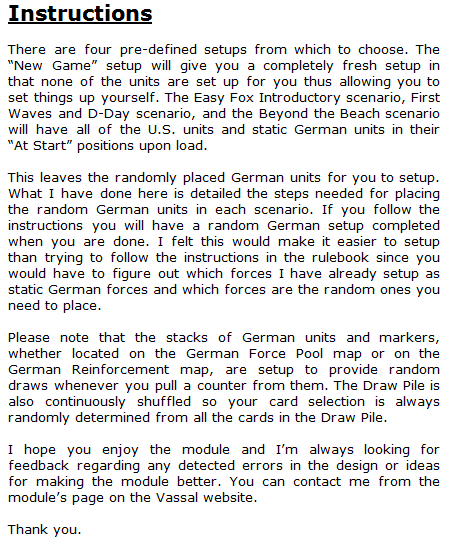 Instructions
There are four pre-defined setups from which to choose. The
“New Game” setup will give you a completely fresh setup in
that none of the units are set up for you thus allowing you to
set things up yourself. The Easy Fox Introductory scenario, First
Waves and D-Day scenario, and the Beyond the Beach scenario
will have all of the U.S. units and static German units in their
“At Start” positions upon load.
This leaves the randomly placed German units for you to setup.
What I have done here is detailed the steps needed for placing
the random German units in each scenario. If you follow the
instructions you will have a random German setup completed
when you are done. I felt this would make it easier to setup
than trying to follow the instructions in the rulebook since you
would have to figure out which forces I have already setup as
static German forces and which forces are the random ones you
need to place.
Please note that the stacks of German units and markers,
whether located on the German Force Pool map or on the
German Reinforcement map, are setup to provide random
draws whenever you pull a counter from them. The Draw Pile is
also continuously shuffled so your card selection is always
randomly determined from all the cards in the Draw Pile.
I hope you enjoy the module and I’m always looking for
feedback regarding any detected errors in the design or ideas
for making the module better. You can contact me from the
module’s page on the Vassal website.
Thank you.